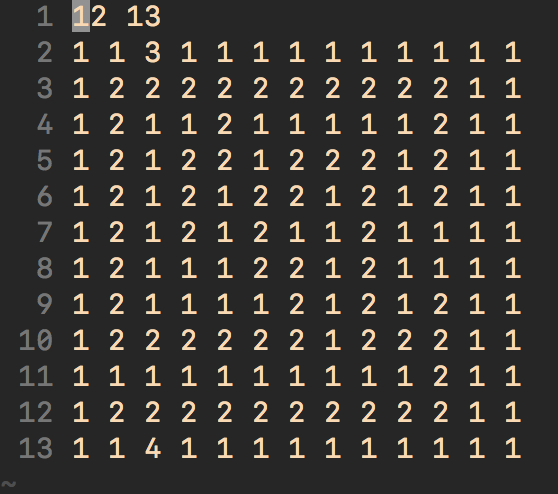 1 12 13
2 1 1 3 1 1 1 1 1 1 1 1 1 1
3 1 2 2 2 2 2 2 2 2 2 2 1 1
4 1 2 1 1 2 1 1 1 1 1 2 1 1
5 1 2 1 2 2 1 2 2 2 1 2 1 1
6 1 2 1 2 1 2 2 1 2 1 2 1 1
7 1 2 1 2 1 2 1 1 2 1 1 1 1
8 1 2 1 1 1 2 2 1 2 1 1 1 1
9 1 2 1 1 1 1 2 1 2 1 2 1 1
10 1 2 2 2 2 2 2 1 2 2 2 1 1
11 1 1 1 1 1 1 1 1 1 1 2 1 1
12 1 2 2 2 2 2 2 2 2 2 2 1 1
13 1 1 4 1 1 1 1 1 1 1 1 1 1
~